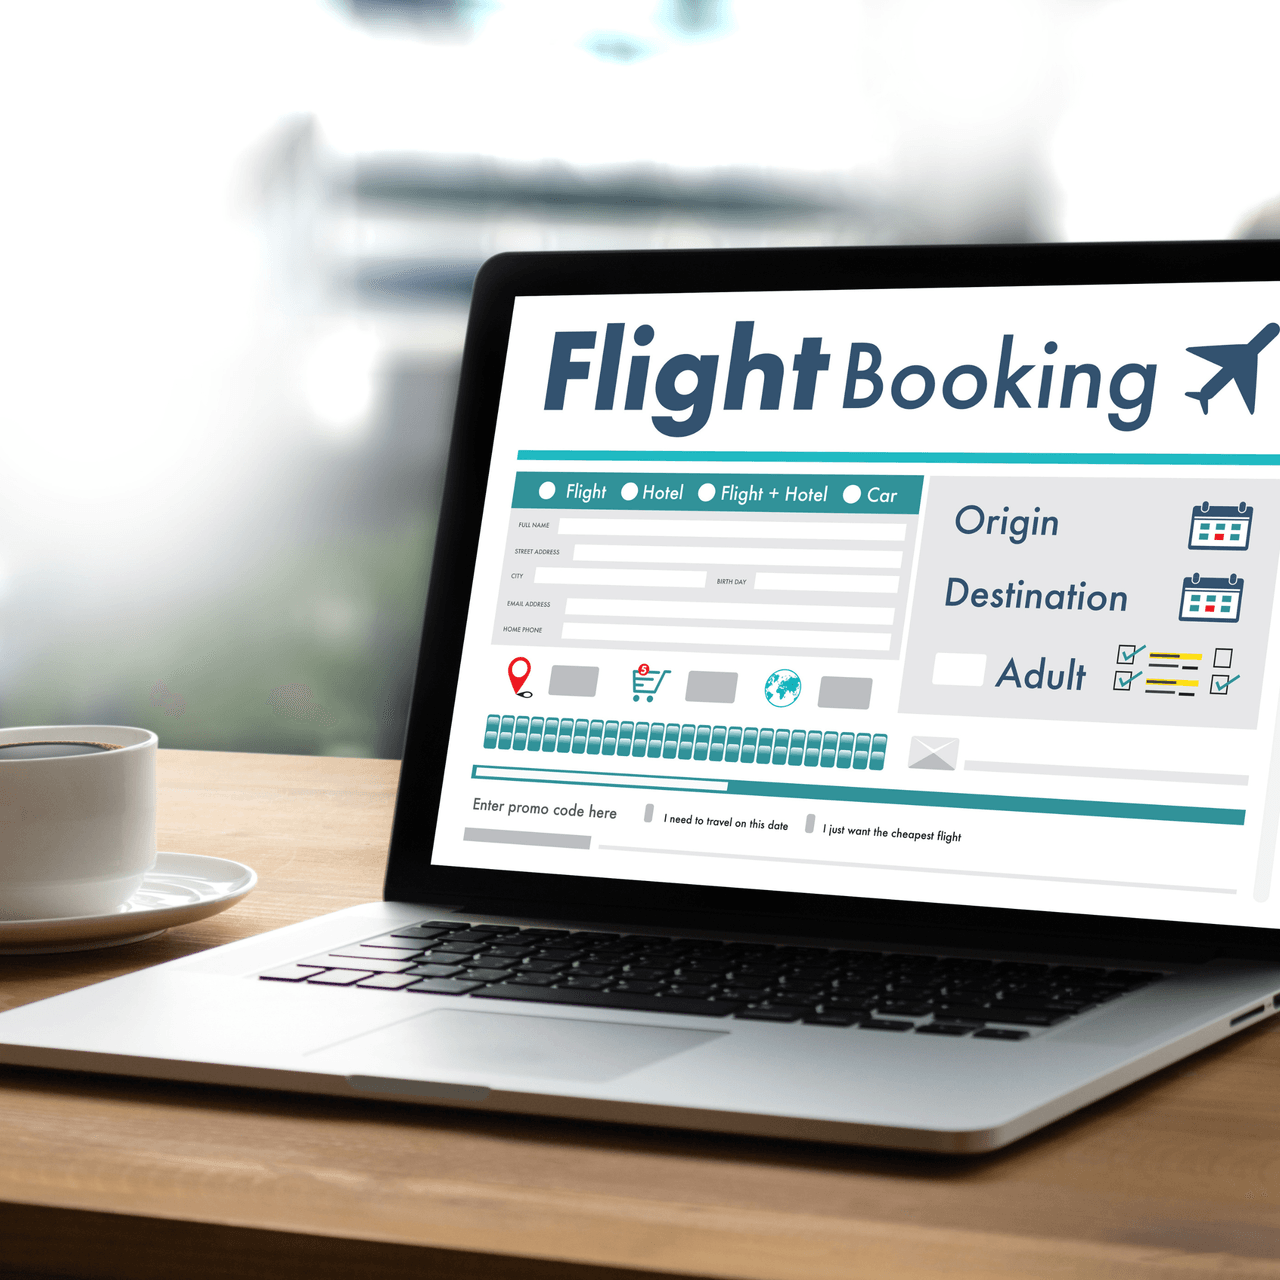 Flight Booking
Flight Hotel Flight + Hotel Car
FULL NAME
STREET ADDRESS
CITY BIRTH DAY
EMAIL ADDRESS
HOME PHONE
5
Origin
Destination
Adult
Enter promo code here
I need to travel on this date
I just want the cheapest flight